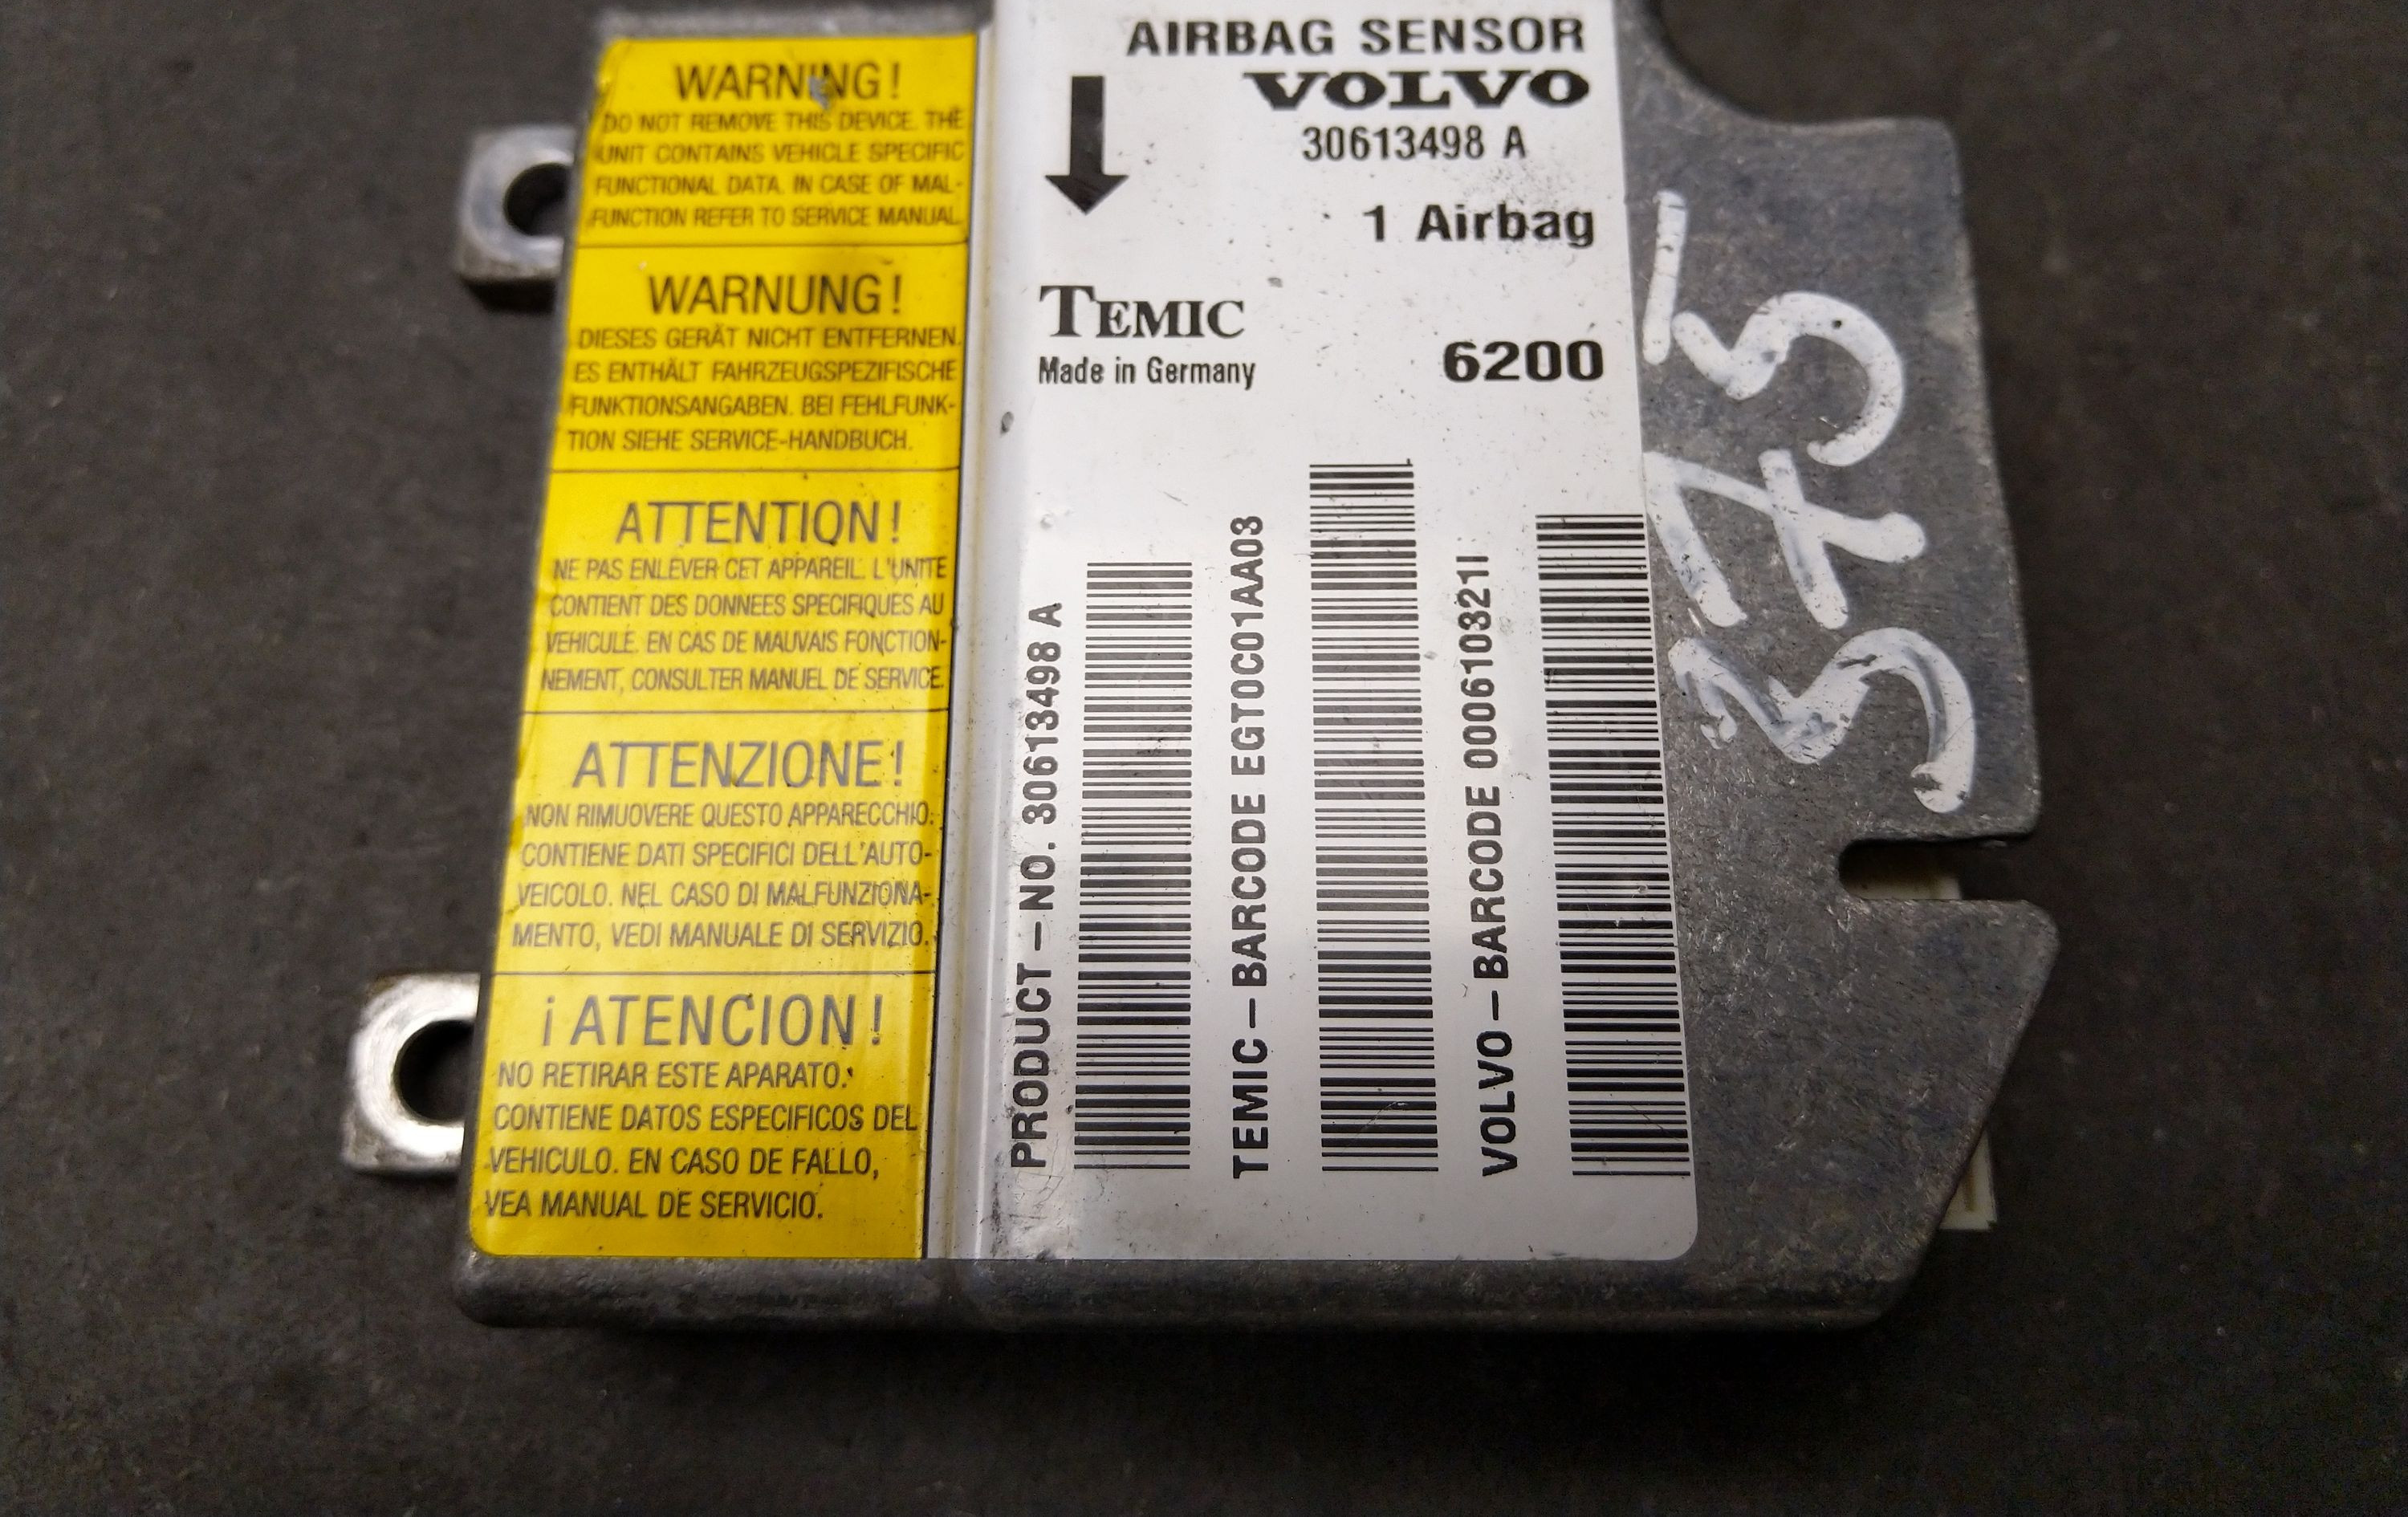 WARNING!
DO NOT REMOVE THIS DEVICE. THE
UNIT CONTAINS VEHICLE SPECIFIC
FUNCTIONAL DATA. IN CASE OF MAL-
FUNCTION REFER TO SERVICE MANUAL.
WARNUNG!
DIESES GERÄT NICHT ENTFERNEN.
ES ENTHÄLT FAHRZEUGSPEZIFISCHE
FUNKTIONSANGABEN. BEI FEHLFUNK-
TION SIEHE SERVICE-HANDBUCH.
ATTENTION!
NE PAS ENLEVER CET APPAREIL. L'UNITE
CONTIENT DES DONNEES SPECIFIQUES AU
VEHICULE. EN CAS DE MAUVAIS FONCTION-
NEMENT, CONSULTER MANUEL DE SERVICE.
ATTENZIONE!
NON RIMUOVERE QUESTO APPARECCHIO.
CONTIENE DATI SPECIFICI DELL'AUTO-
VEICOLO. NEL CASO DI MALFUNZIONA-
MENTO, VEDI MANUALE DI SERVIZIO.
¡ATENCION!
NO RETIRAR ESTE APARATO.
CONTIENE DATOS ESPECIFICOS DEL
VEHICULO. EN CASO DE FALLO,
VEA MANUAL DE SERVICIO.
AIRBAG SENSOR
VOLVO
30613498 A
1 Airbag
TEMIC
Made in Germany
6200
PRODUCT-NO. 30613498 A
TEMIC-BARCODE EGT0C01AA03
VOLVO-BARCODE 0006103211
575